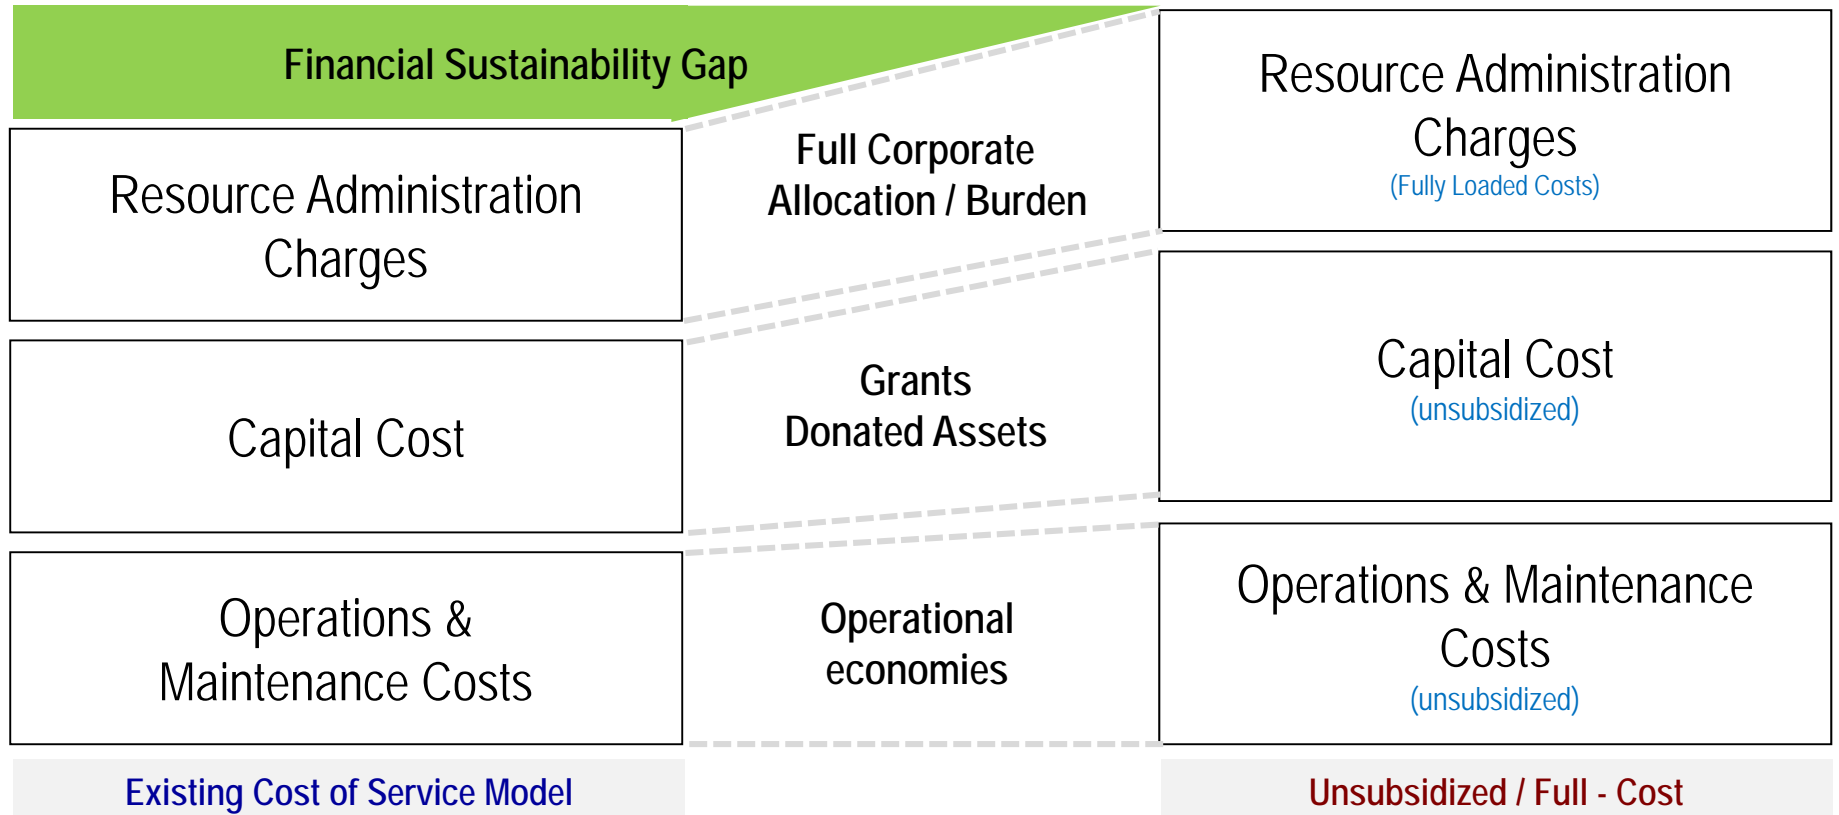 Financial Sustainability Gap
Resource Administration
Charges
Capital Cost
Operations &
Maintenance Costs
Existing Cost of Service Model
Full Corporate
Allocation / Burden
Grants
Donated Assets
Operational
economies
Resource Administration
Charges
(Fully Loaded Costs)
Capital Cost
(unsubsidized)
Operations & Maintenance
Costs
(unsubsidized)
Unsubsidized / Full - Cost